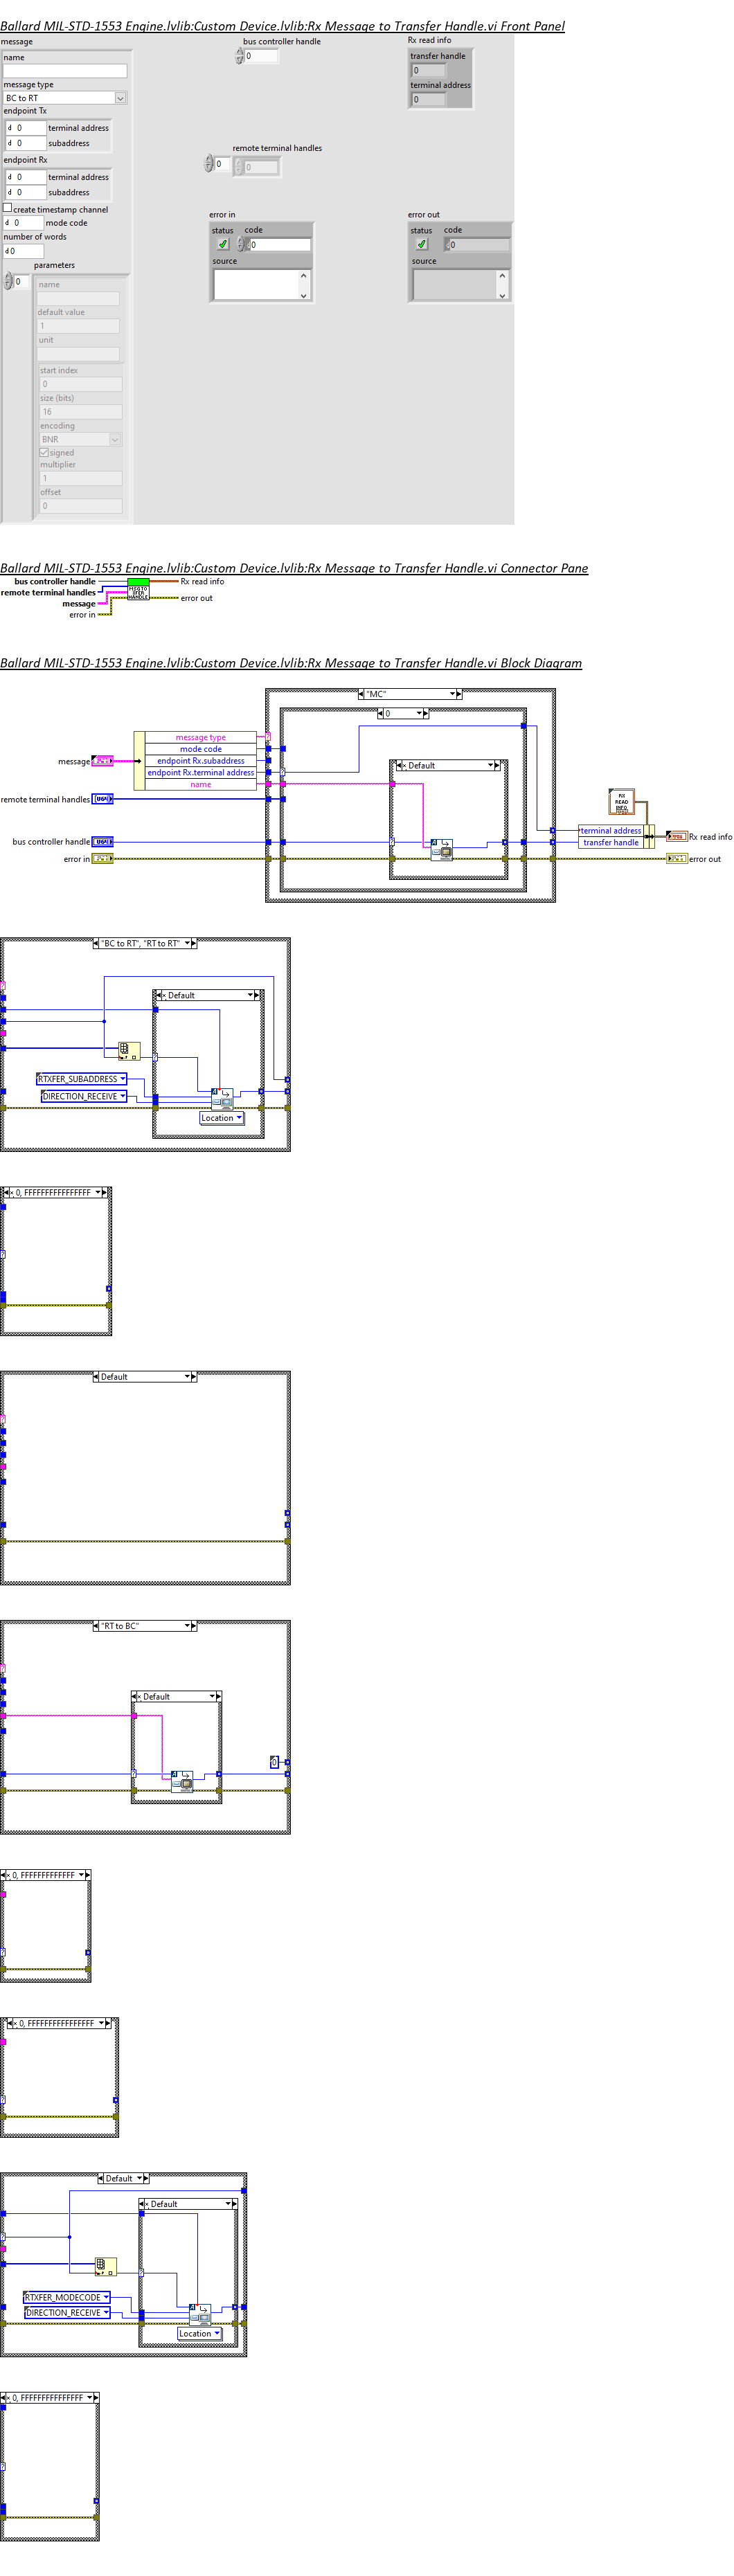 Ballard MIL-STD-1553 Engine.lvlib:Custom Device.lvlib:Rx Message to Transfer Handle.vi Front Panel
message
name
message type
BC to RT
endpoint Tx
d 0 terminal address
d 0 subaddress
endpoint Rx
d 0 terminal address
d 0 subaddress
create timestamp channel
d 0 mode code
number of words
d 0
parameters
0
name
default value
1
unit
start index
0
size (bits)
16
encoding
BNR
signed
multiplier
1
offset
0
bus controller handle
0
remote terminal handles
0
0
error in
status code
0
source
Rx read info
transfer handle
0
terminal address
0
error out
status code
0
source
Ballard MIL-STD-1553 Engine.lvlib:Custom Device.lvlib:Rx Message to Transfer Handle.vi Connector Pane
bus controller handle
remote terminal handles
message
error in
MSG TO
XFER
HANDLE
Rx read info
error out
Ballard MIL-STD-1553 Engine.lvlib:Custom Device.lvlib:Rx Message to Transfer Handle.vi Block Diagram
"MC"
0
message
message type
mode code
endpoint Rx.subaddress
endpoint Rx.terminal address
name
remote terminal handles
bus controller handle
error in
Default
RX
READ
INFO
terminal address
transfer handle
Rx read info
error out
"BC to RT", "RT to RT"
Default
RTXFER_SUBADDRESS
DIRECTION_RECEIVE
Location
0, FFFFFFFFFFFFFFFF
Default
"RT to BC"
Default
0
0, FFFFFFFFFFFFF
0, FFFFFFFFFFFFFFFF
Default
Default
RTXFER_MODECODE
DIRECTION_RECEIVE
Location
0, FFFFFFFFFFFFFFF